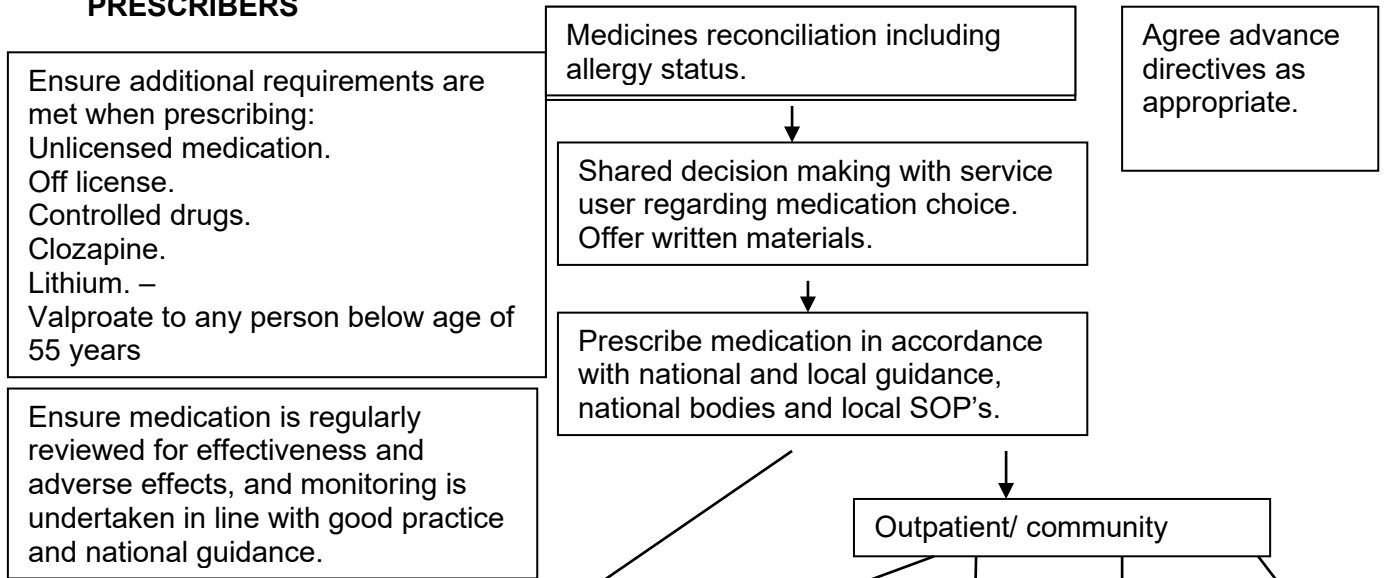 PRESCRIBERS
Ensure additional requirements are
met when prescribing:
Unlicensed medication.
Off license.
Controlled drugs.
Clozapine.
Lithium. –
Valproate to any person below age of
55 years
Ensure medication is regularly
reviewed for effectiveness and
adverse effects, and monitoring is
undertaken in line with good practice
and national guidance.
Medicines reconciliation including
allergy status.
Shared decision making with service
user regarding medication choice.
Offer written materials.
Prescribe medication in accordance
with national and local guidance,
national bodies and local SOP's.
Outpatient/ community
Agree advance
directives as
appropriate.